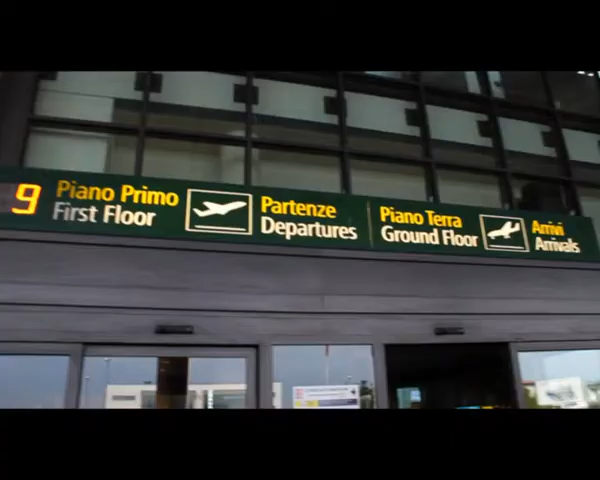 9
Piano Primo
First Floor
Partenze
Departures
Piano Terra
Ground Floor
Arrivi
Arrivals